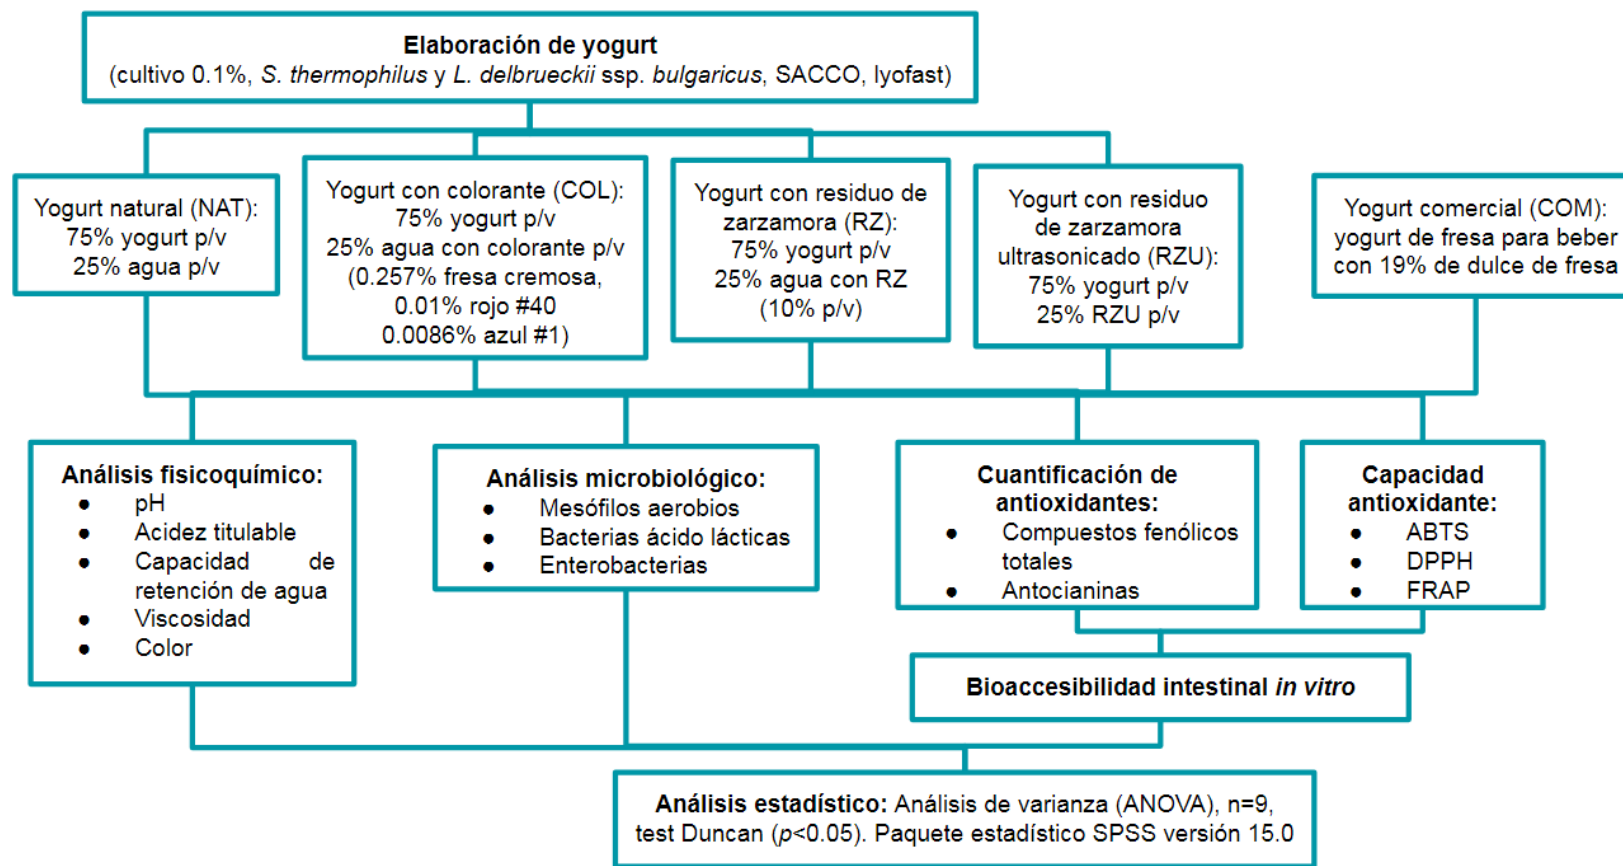 Elaboración de yogurt
(cultivo 0.1%, S. thermophilus y L. delbrueckii ssp. bulgaricus, SACCO, lyofast)
Yogurt natural (NAT):
75% yogurt p/v
25% agua p/v
Yogurt con colorante (COL):
75% yogurt p/v
25% agua con colorante p/v
(0.257% fresa cremosa,
0.01% rojo #40
0.0086% azul #1)
Yogurt con residuo de
zarzamora (RZ):
75% yogurt p/v
25% agua con RZ
(10% p/v)
Yogurt con residuo
de zarzamora
ultrasonicado (RZU):
75% yogurt p/v
25% RZU p/v
Yogurt comercial (COM):
yogurt de fresa para beber
con 19% de dulce de fresa
Análisis fisicoquímico:
● pH
● Acidez titulable
● Capacidad de
retención de agua
● Viscosidad
● Color
Análisis microbiológico:
● Mesófilos aerobios
● Bacterias ácido lácticas
● Enterobacterias
Cuantificación de
antioxidantes:
● Compuestos fenólicos
totales
● Antocianinas
Capacidad
antioxidante:
● ABTS
● DPPH
● FRAP
Bioaccesibilidad intestinal in vitro
Análisis estadístico: Análisis de varianza (ANOVA), n=9,
test Duncan (p<0.05). Paquete estadístico SPSS versión 15.0